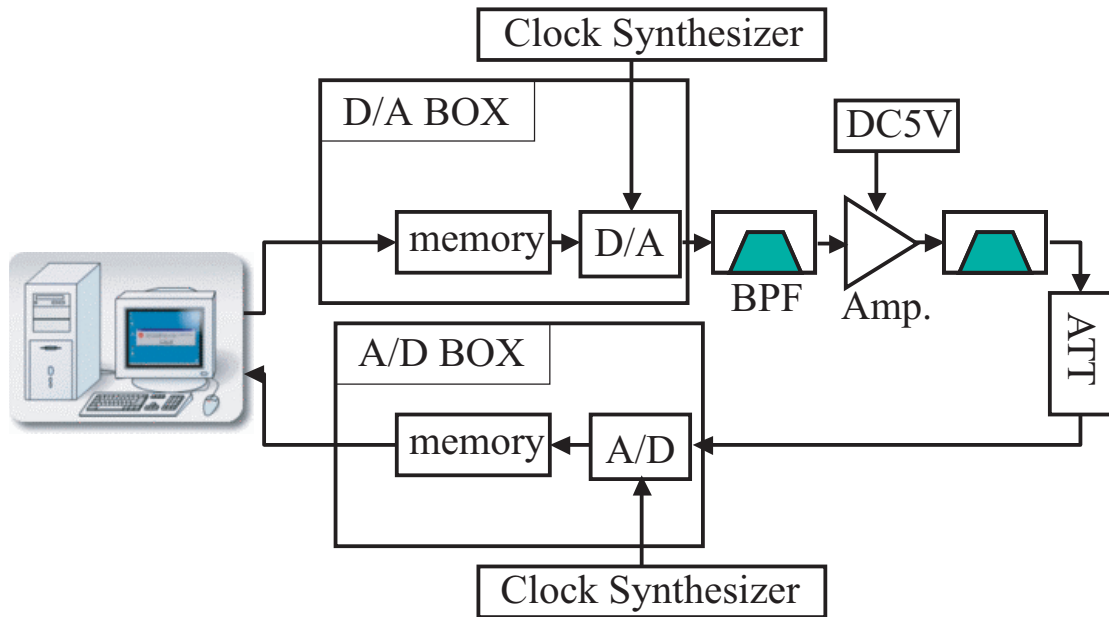 Clock Synthesizer
D/A BOX
DC5V
memory
D/A
BPF
Amp.
ATT
A/D BOX
memory
A/D
Clock Synthesizer